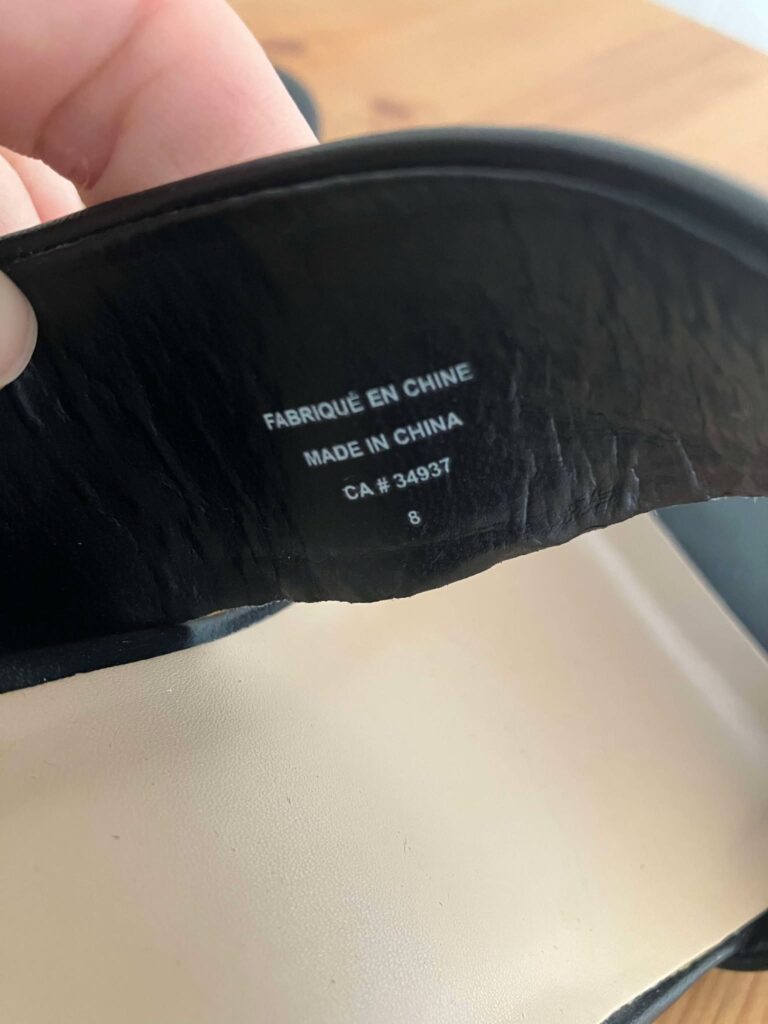 FABRIQUÉ EN CHINE
MADE IN CHINA
CA # 34937
8